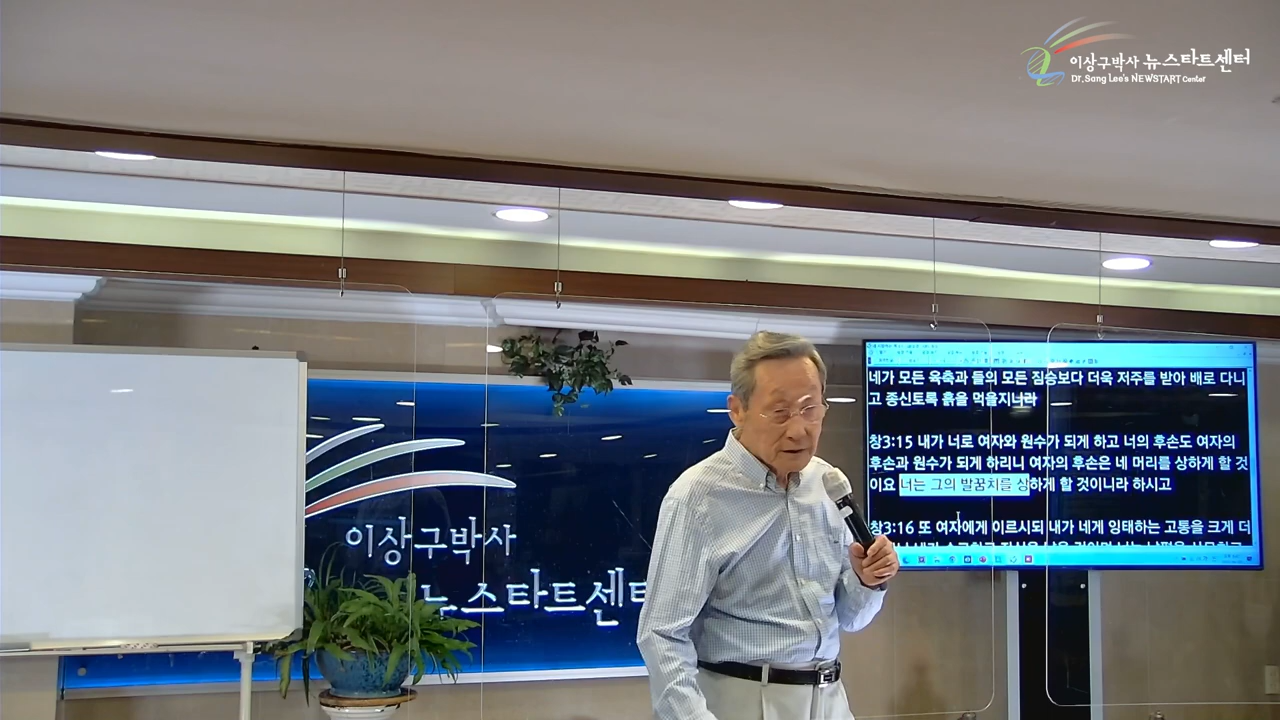 이상구박사 뉴스타트센터
Dr. Sang Lee's NEWSTART Center
네가 모든 육축과 들의 모든 짐승보다 더욱 저주를 받아 배로 다니
고 종신토록 흙을 먹을지니라
창3:15 내가 너로 여자와 원수가 되게 하고 너의 후손도 여자의
후손과 원수가 되게 하리니 여자의 후손은 네 머리를 상하게 할 것
이요 너는 그의 발꿈치를 상하게 할 것이니라 하시고
창3:16 또 여자에게 이르시되 내가 네게 잉태하는 고통을 크게 더
이상구박사
뉴스타트센터